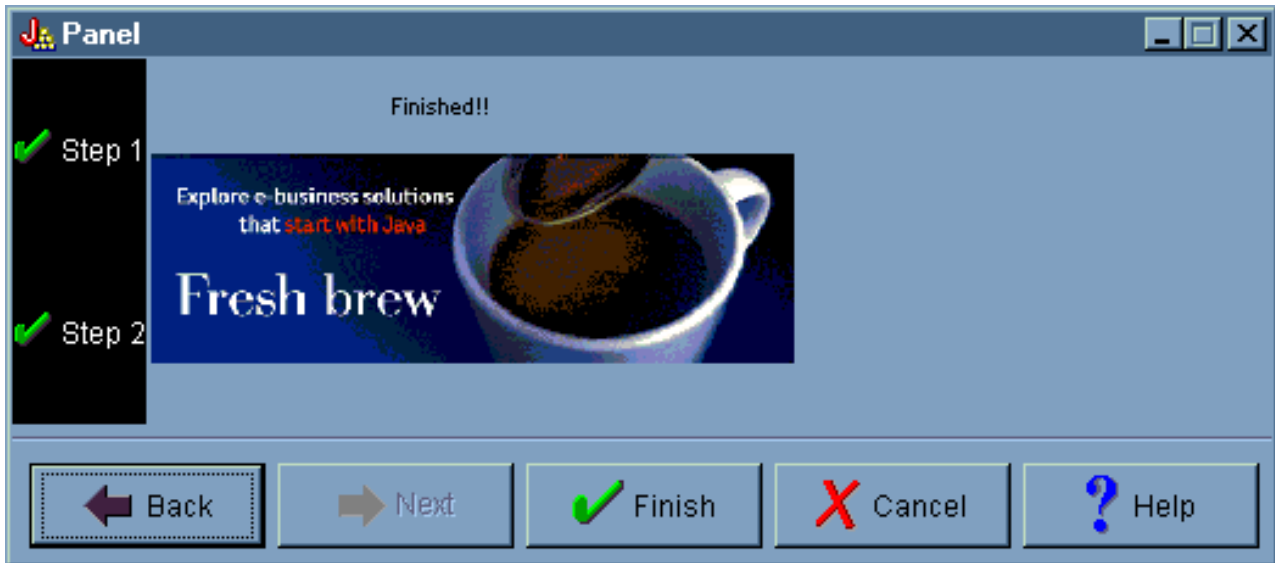 Panel
Finished!!
Step 1
Explore e-business solutions
that start with Java
Fresh brew
Step 2
Back
Next
Finish
Cancel
Help